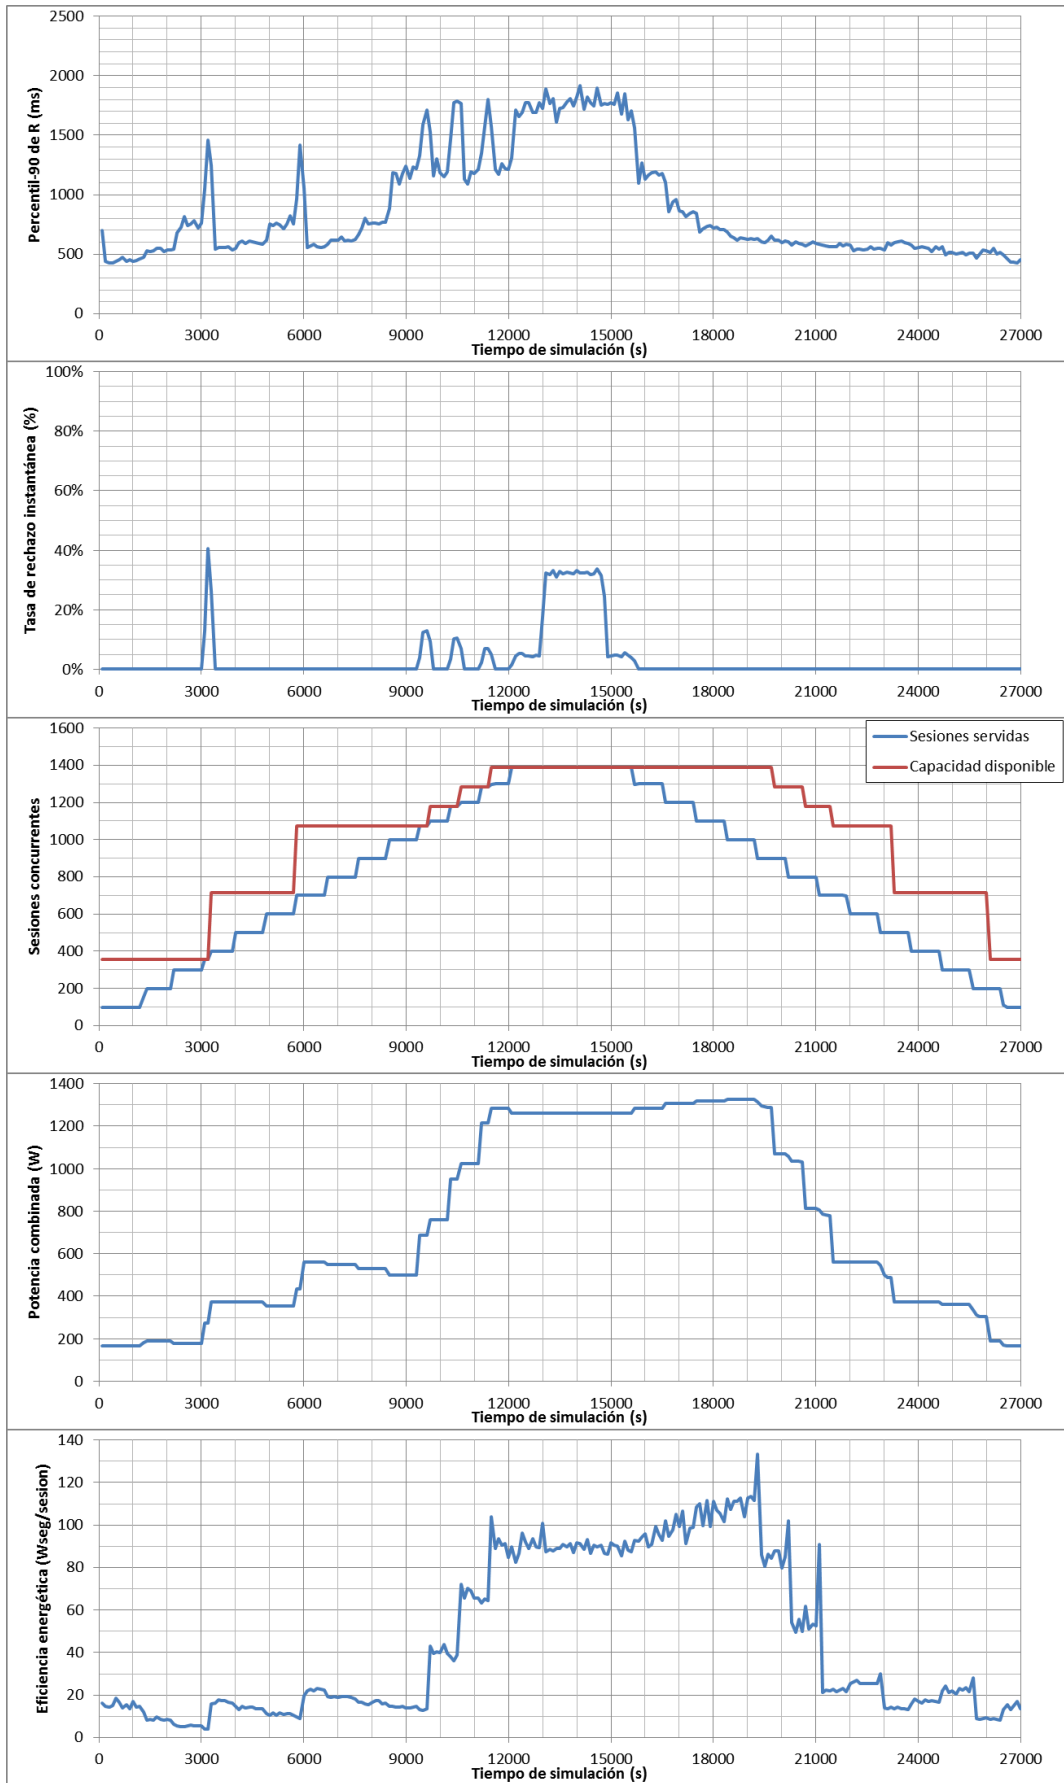 Percentil-90 de R (ms)
2500
2000
1500
1000
500
0
0 3000 6000 9000 12000 15000 18000 21000 24000 27000
Tiempo de simulación (s)
Tasa de rechazo instantánea (%)
100%
80%
60%
40%
20%
0%
0 3000 6000 9000 12000 15000 18000 21000 24000 27000
Tiempo de simulación (s)
Sesiones concurrentes
1600
1400
1200
1000
800
600
400
200
0
Sesiones servidas
Capacidad disponible
0 3000 6000 9000 12000 15000 18000 21000 24000 27000
Tiempo de simulación (s)
Potencia combinada (W)
1400
1200
1000
800
600
400
200
0
0 3000 6000 9000 12000 15000 18000 21000 24000 27000
Tiempo de simulación (s)
Eficiencia energética (Wseg/sesion)
140
120
100
80
60
40
20
0
0 3000 6000 9000 12000 15000 18000 21000 24000 27000
Tiempo de simulación (s)